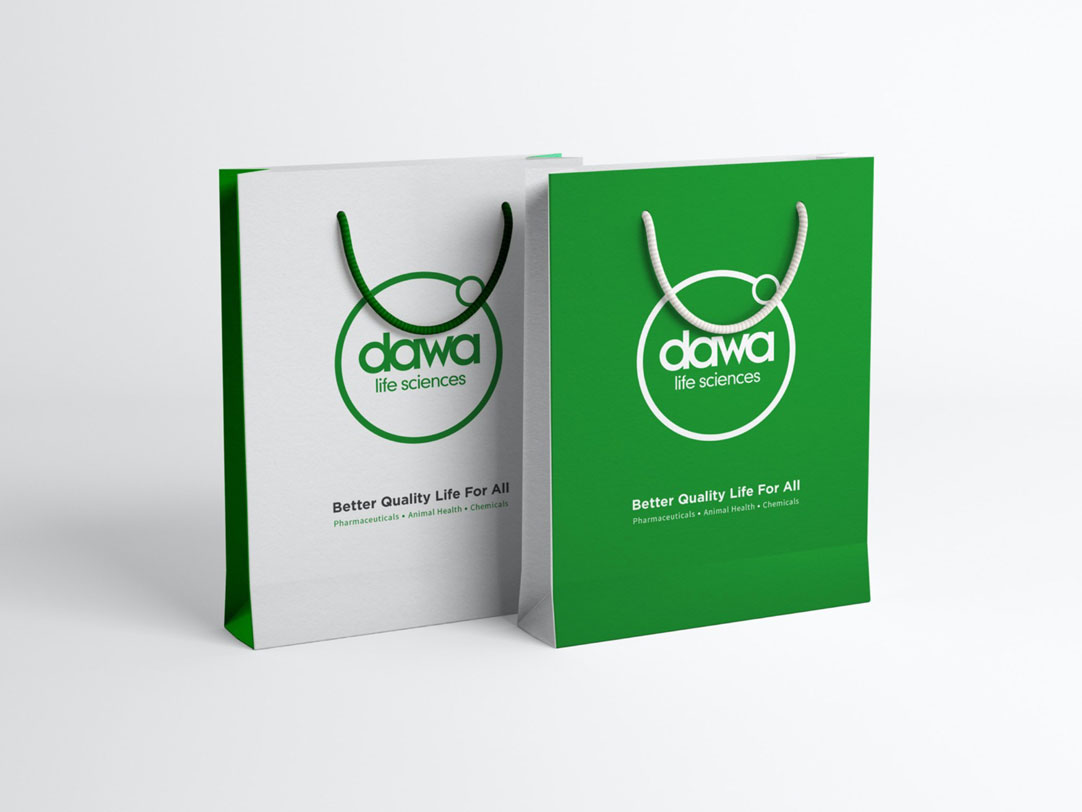 dawa
life sciences
Better Quality Life For All
Pharmaceuticals • Animal Health • Chemicals
dawa
life sciences
Better Quality Life For All
Pharmaceuticals • Animal Health • Chemicals